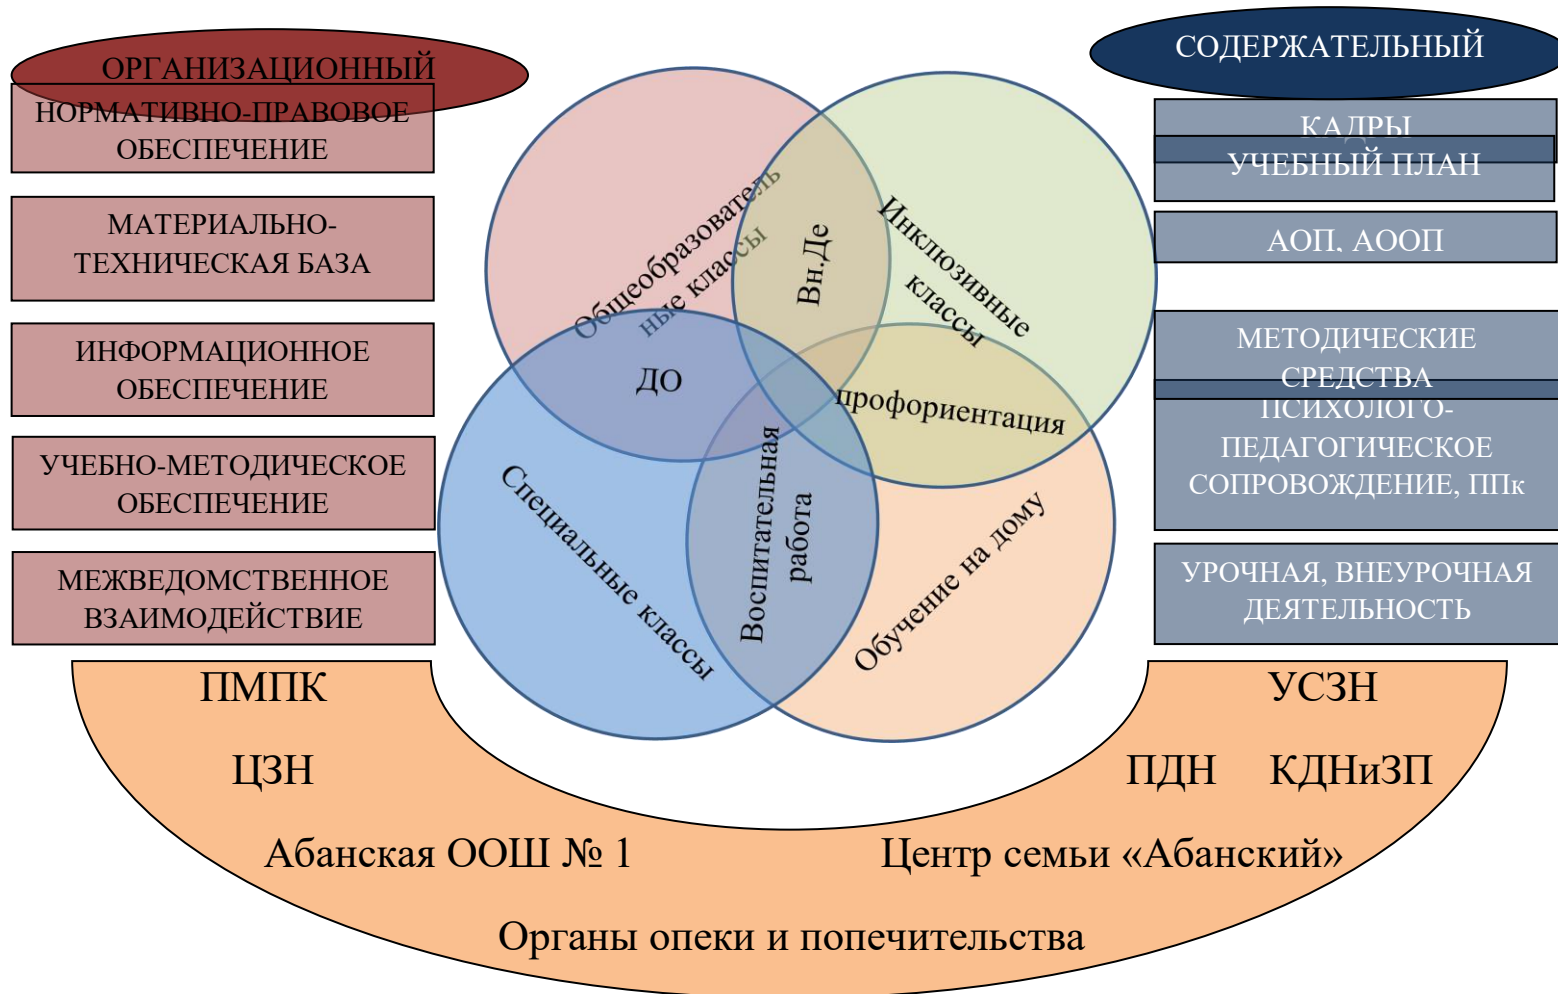 ОРГАНИЗАЦИОННЫЙ
НОРМАТИВНО-ПРАВОВОЕ
ОБЕСПЕЧЕНИЕ
МАТЕРИАЛЬНО-
ТЕХНИЧЕСКАЯ БАЗА
ИНФОРМАЦИОННОЕ
ОБЕСПЕЧЕНИЕ
УЧЕБНО-МЕТОДИЧЕСКОЕ
ОБЕСПЕЧЕНИЕ
МЕЖВЕДОМСТВЕННОЕ
ВЗАИМОДЕЙСТВИЕ
Общеобразователь
ные классы
Вн.Де
Инклюзивные
классы
ДО
профориентация
Специальные классы
Воспитательная
работа
Обучение на дому
СОДЕРЖАТЕЛЬНЫЙ
КАДРЫ
УЧЕБНЫЙ ПЛАН
АОП, АООП
МЕТОДИЧЕСКИЕ
СРЕДСТВА
ПСИХОЛОГО-
ПЕДАГОГИЧЕСКОЕ
СОПРОВОЖДЕНИЕ, ППк
УРОЧНАЯ, ВНЕУРОЧНАЯ
ДЕЯТЕЛЬНОСТЬ
ПМПК
УСЗН
ЦЗН
ПДН КДНиЗП
Абанская ООШ № 1
Центр семьи «Абанский»
Органы опеки и попечительства